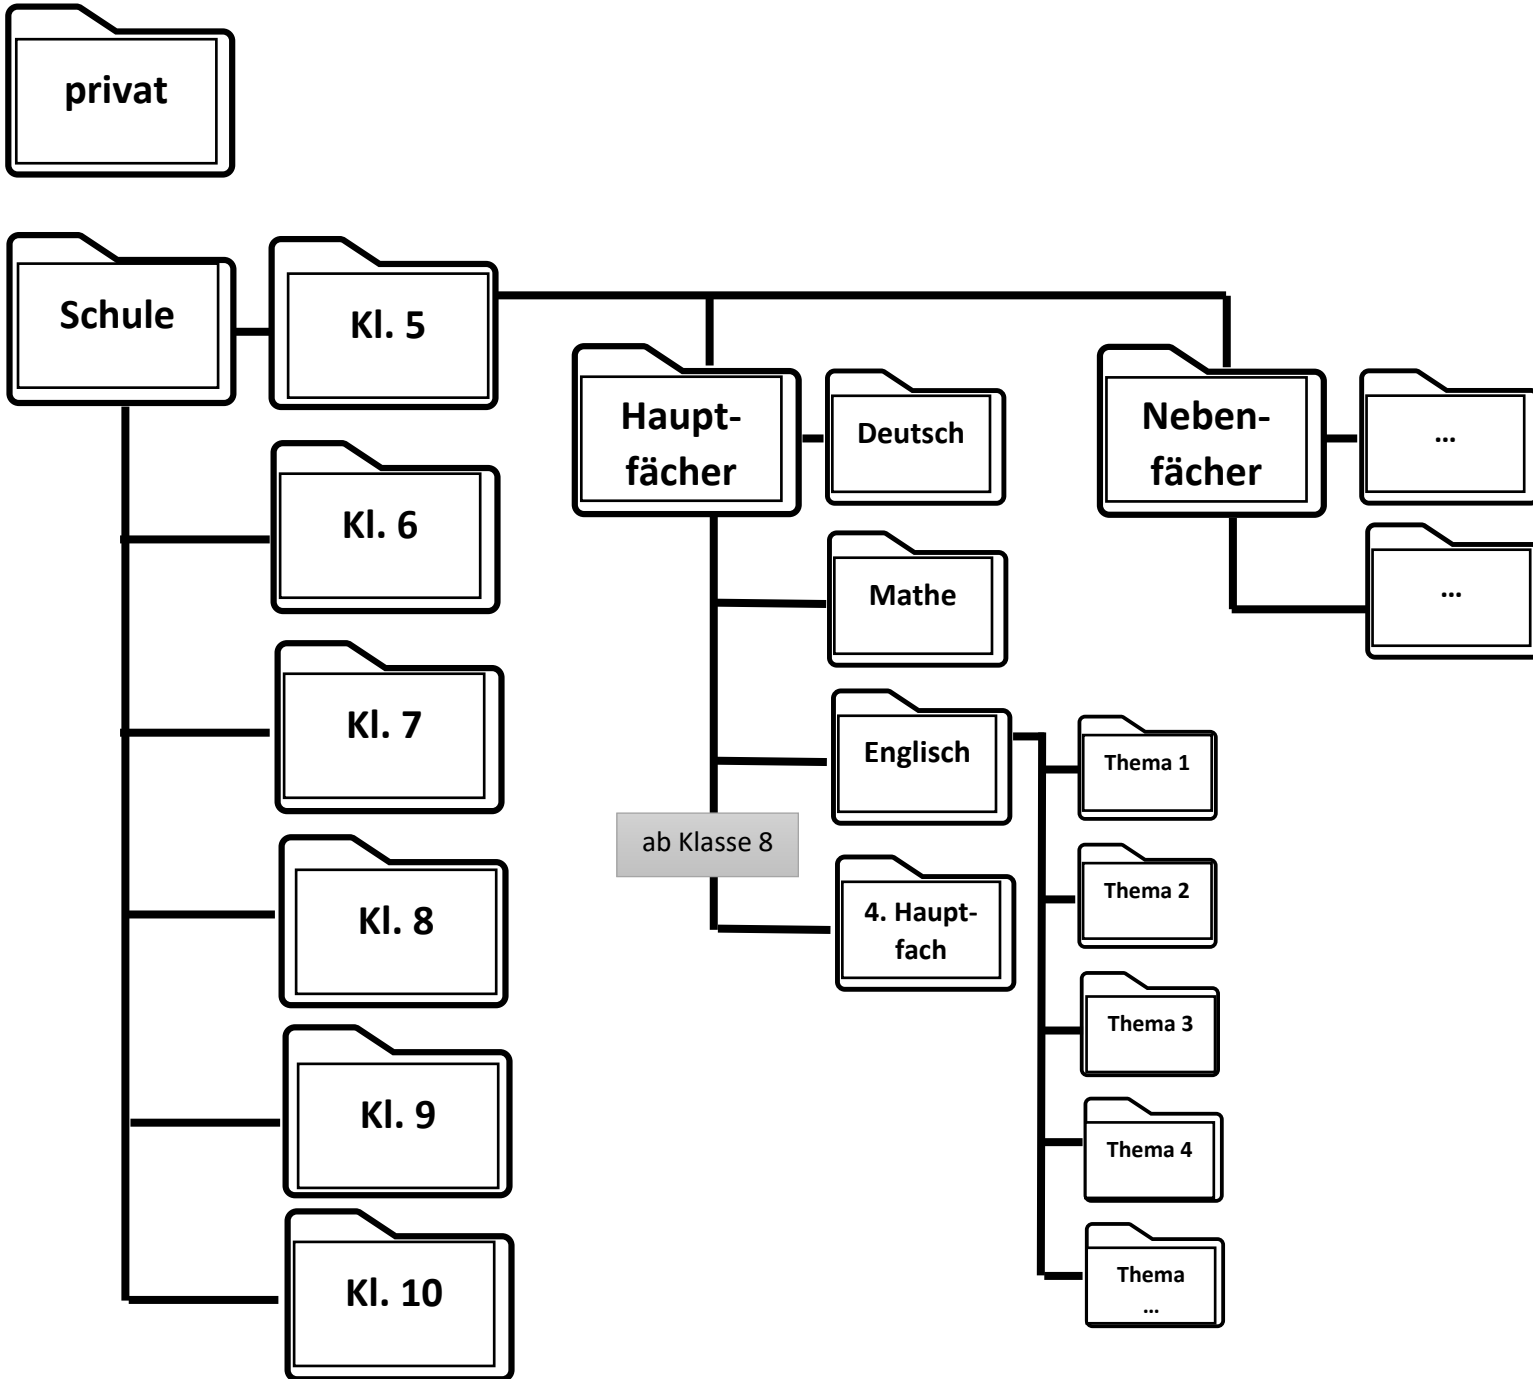 privat
Schule
Kl. 5
Haupt-
fächer
Deutsch
Neben-
fächer
...
...
Kl. 6
Mathe
Kl. 7
Englisch
Thema 1
ab Klasse 8
Thema 2
Kl. 8
4. Haupt-
fach
Thema 3
Kl. 9
Thema 4
Kl. 10
Thema
...